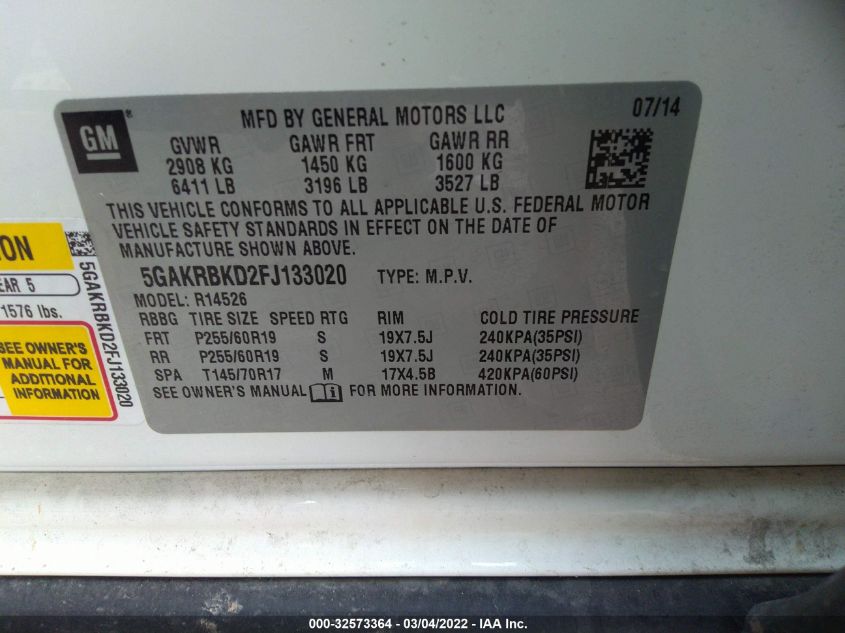 GM
MFD BY GENERAL MOTORS LLC
07/14
GVWR GAWR FRT GAWR RR
2908 KG 1450 KG 1600 KG
6411 LB 3196 LB 3527 LB
THIS VEHICLE CONFORMS TO ALL APPLICABLE U.S. FEDERAL MOTOR
VEHICLE SAFETY STANDARDS IN EFFECT ON THE DATE OF
MANUFACTURE SHOWN ABOVE.
5GAKRBKD2FJ133020 TYPE: M.P.V.
MODEL: R14526
RBBG TIRE SIZE SPEED RTG RIM COLD TIRE PRESSURE
FRT P255/60R19 S 19X7.5J 240KPA(35PSI)
RR P255/60R19 S 19X7.5J 240KPA(35PSI)
SPA T145/70R17 M 17X4.5B 420KPA(60PSI)
SEE OWNER'S MANUAL FOR MORE INFORMATION.
EAR 5
1576 lbs.
SEE OWNER'S
MANUAL FOR
ADDITIONAL
INFORMATION
5GAKRBKD2FJ133020
000-32573364 - 03/04/2022 - IAA Inc.